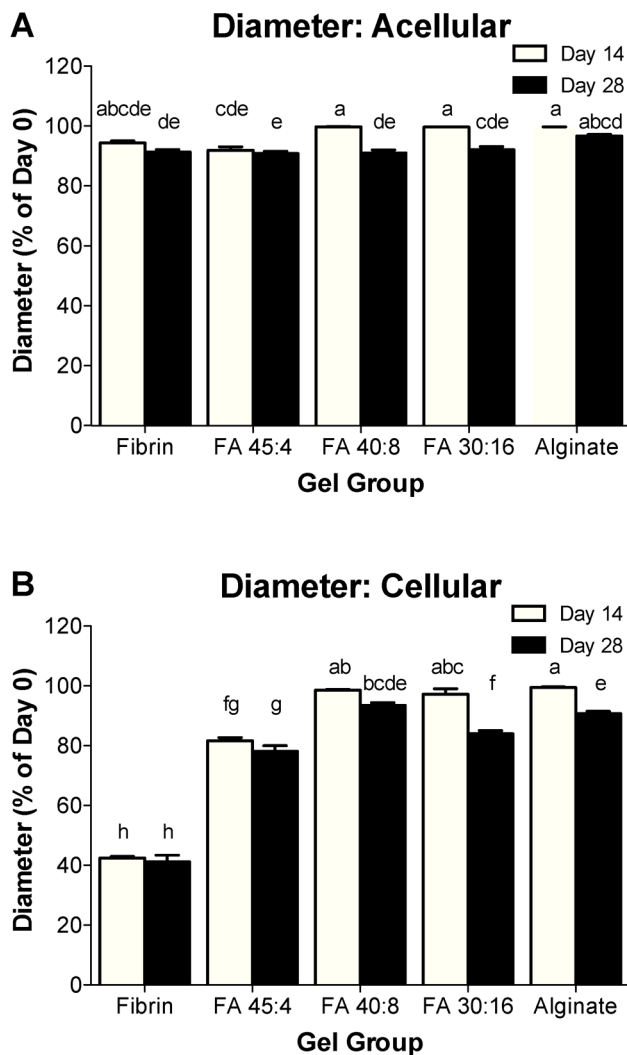 A
Diameter: Acellular
Day 14
Day 28
120
100
80
60
40
20
0
Diameter (% of Day 0)
abcde
de
cde
e
a
de
a
cde
a
abcd
Fibrin
FA 45:4
FA 40:8
FA 30:16
Alginate
Gel Group
B
Diameter: Cellular
Day 14
Day 28
120
100
80
60
40
20
0
Diameter (% of Day 0)
h
h
fg
g
ab
bcde
abc
f
a
e
Fibrin
FA 45:4
FA 40:8
FA 30:16
Alginate
Gel Group